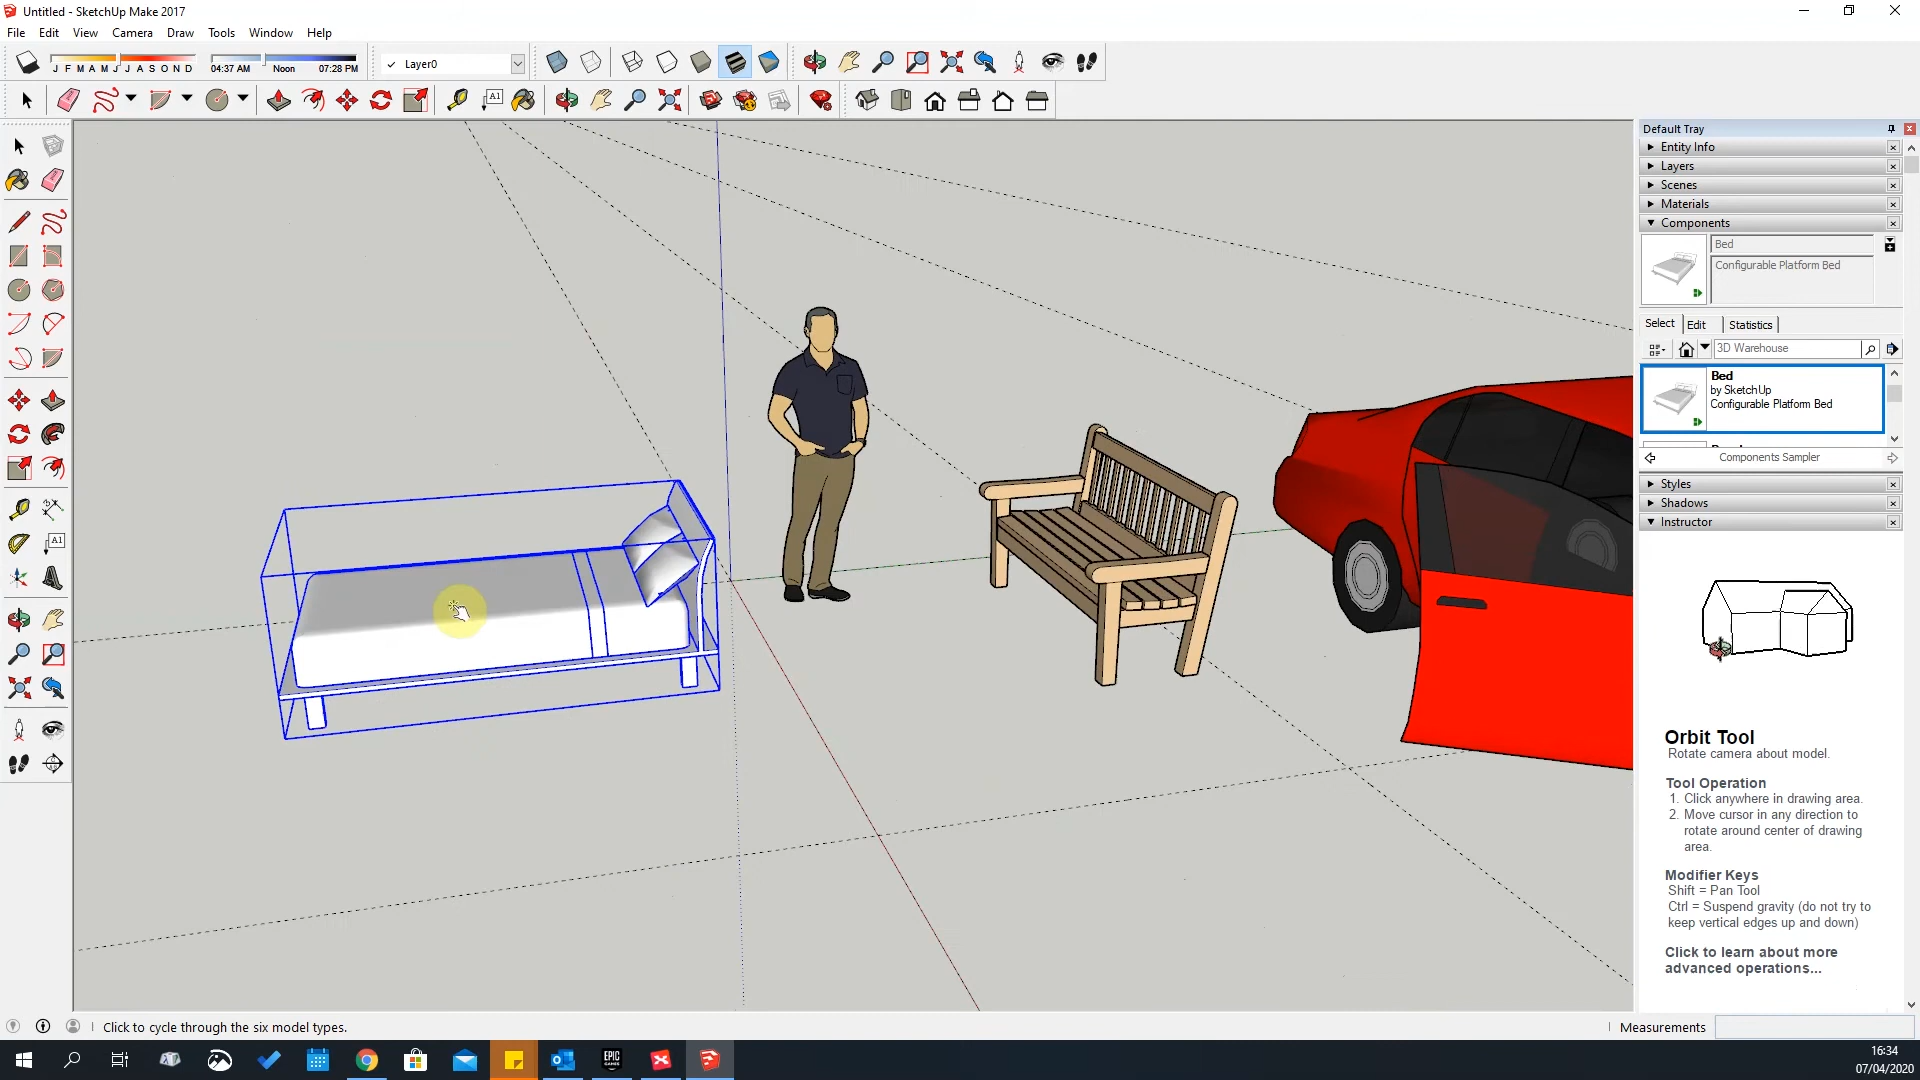 Untitled - SketchUp Make 2017
File Edit View Camera Draw Tools Window Help
J F M A M J J A S O N D 04:37 AM Noon 07:28 PM
Layer0
A1
Default Tray
Entity Info
Layers
Scenes
Materials
Components
Bed
Configurable Platform Bed
Select Edit Statistics
3D Warehouse
Bed
by SketchUp
Configurable Platform Bed
Components Sampler
Styles
Shadows
Instructor
A1
Orbit Tool
Rotate camera about model.
Tool Operation
1. Click anywhere in drawing area.
2. Move cursor in any direction to
rotate around center of drawing
area.
Modifier Keys
Shift = Pan Tool
Ctrl = Suspend gravity (do not try to
keep vertical edges up and down)
Click to learn about more
advanced operations...
Click to cycle through the six model types.
Measurements
EPIC
GAMES
16:34
07/04/2020